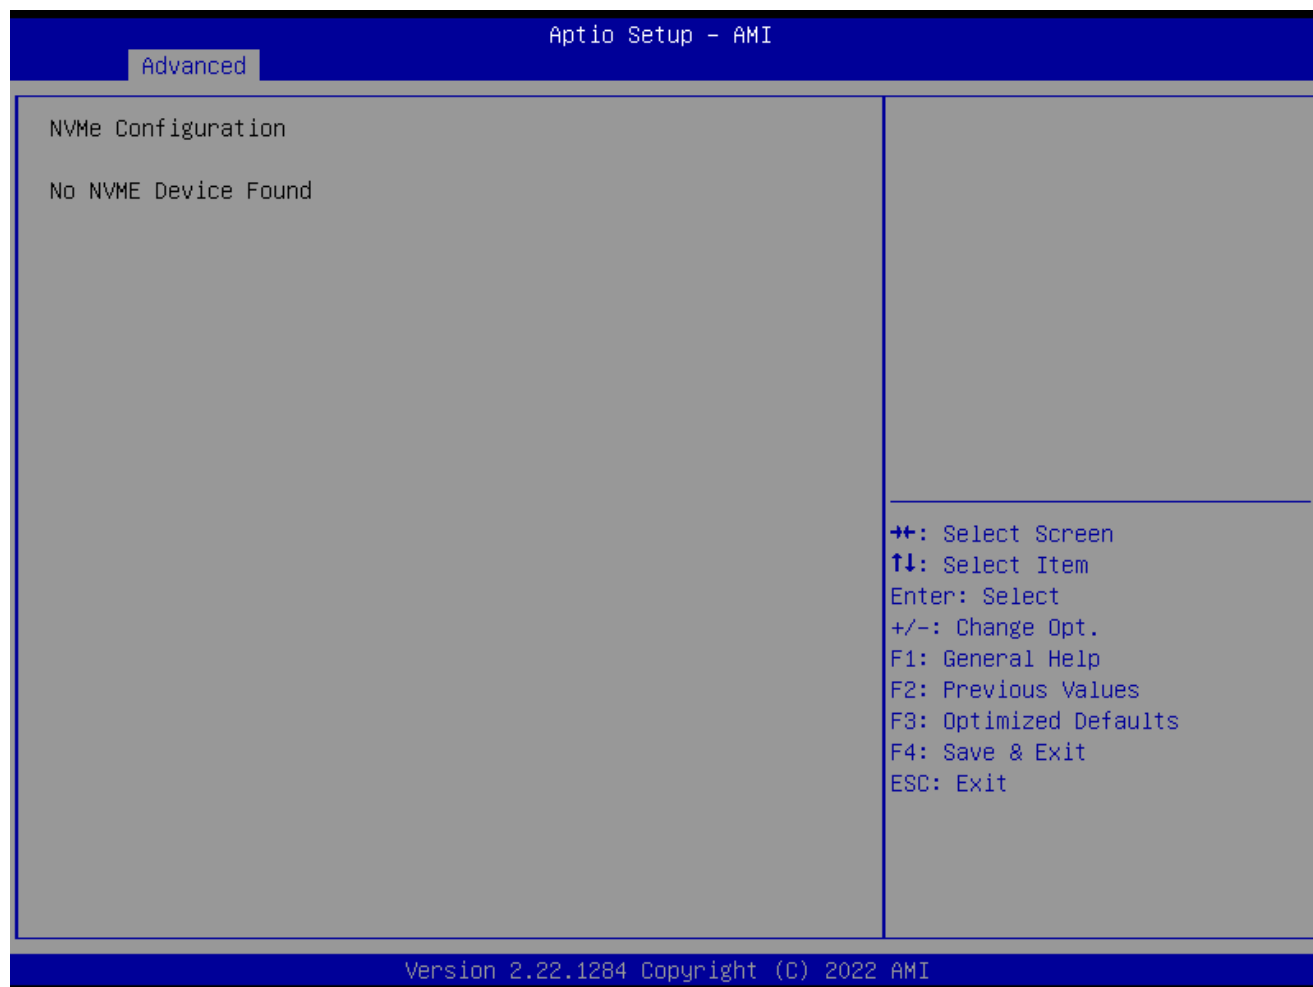 Aptio Setup – AMI
Advanced
NVMe Configuration
No NVME Device Found
→←: Select Screen
↑↓: Select Item
Enter: Select
+/-: Change Opt.
F1: General Help
F2: Previous Values
F3: Optimized Defaults
F4: Save & Exit
ESC: Exit
Version 2.22.1284 Copyright (C) 2022 AMI